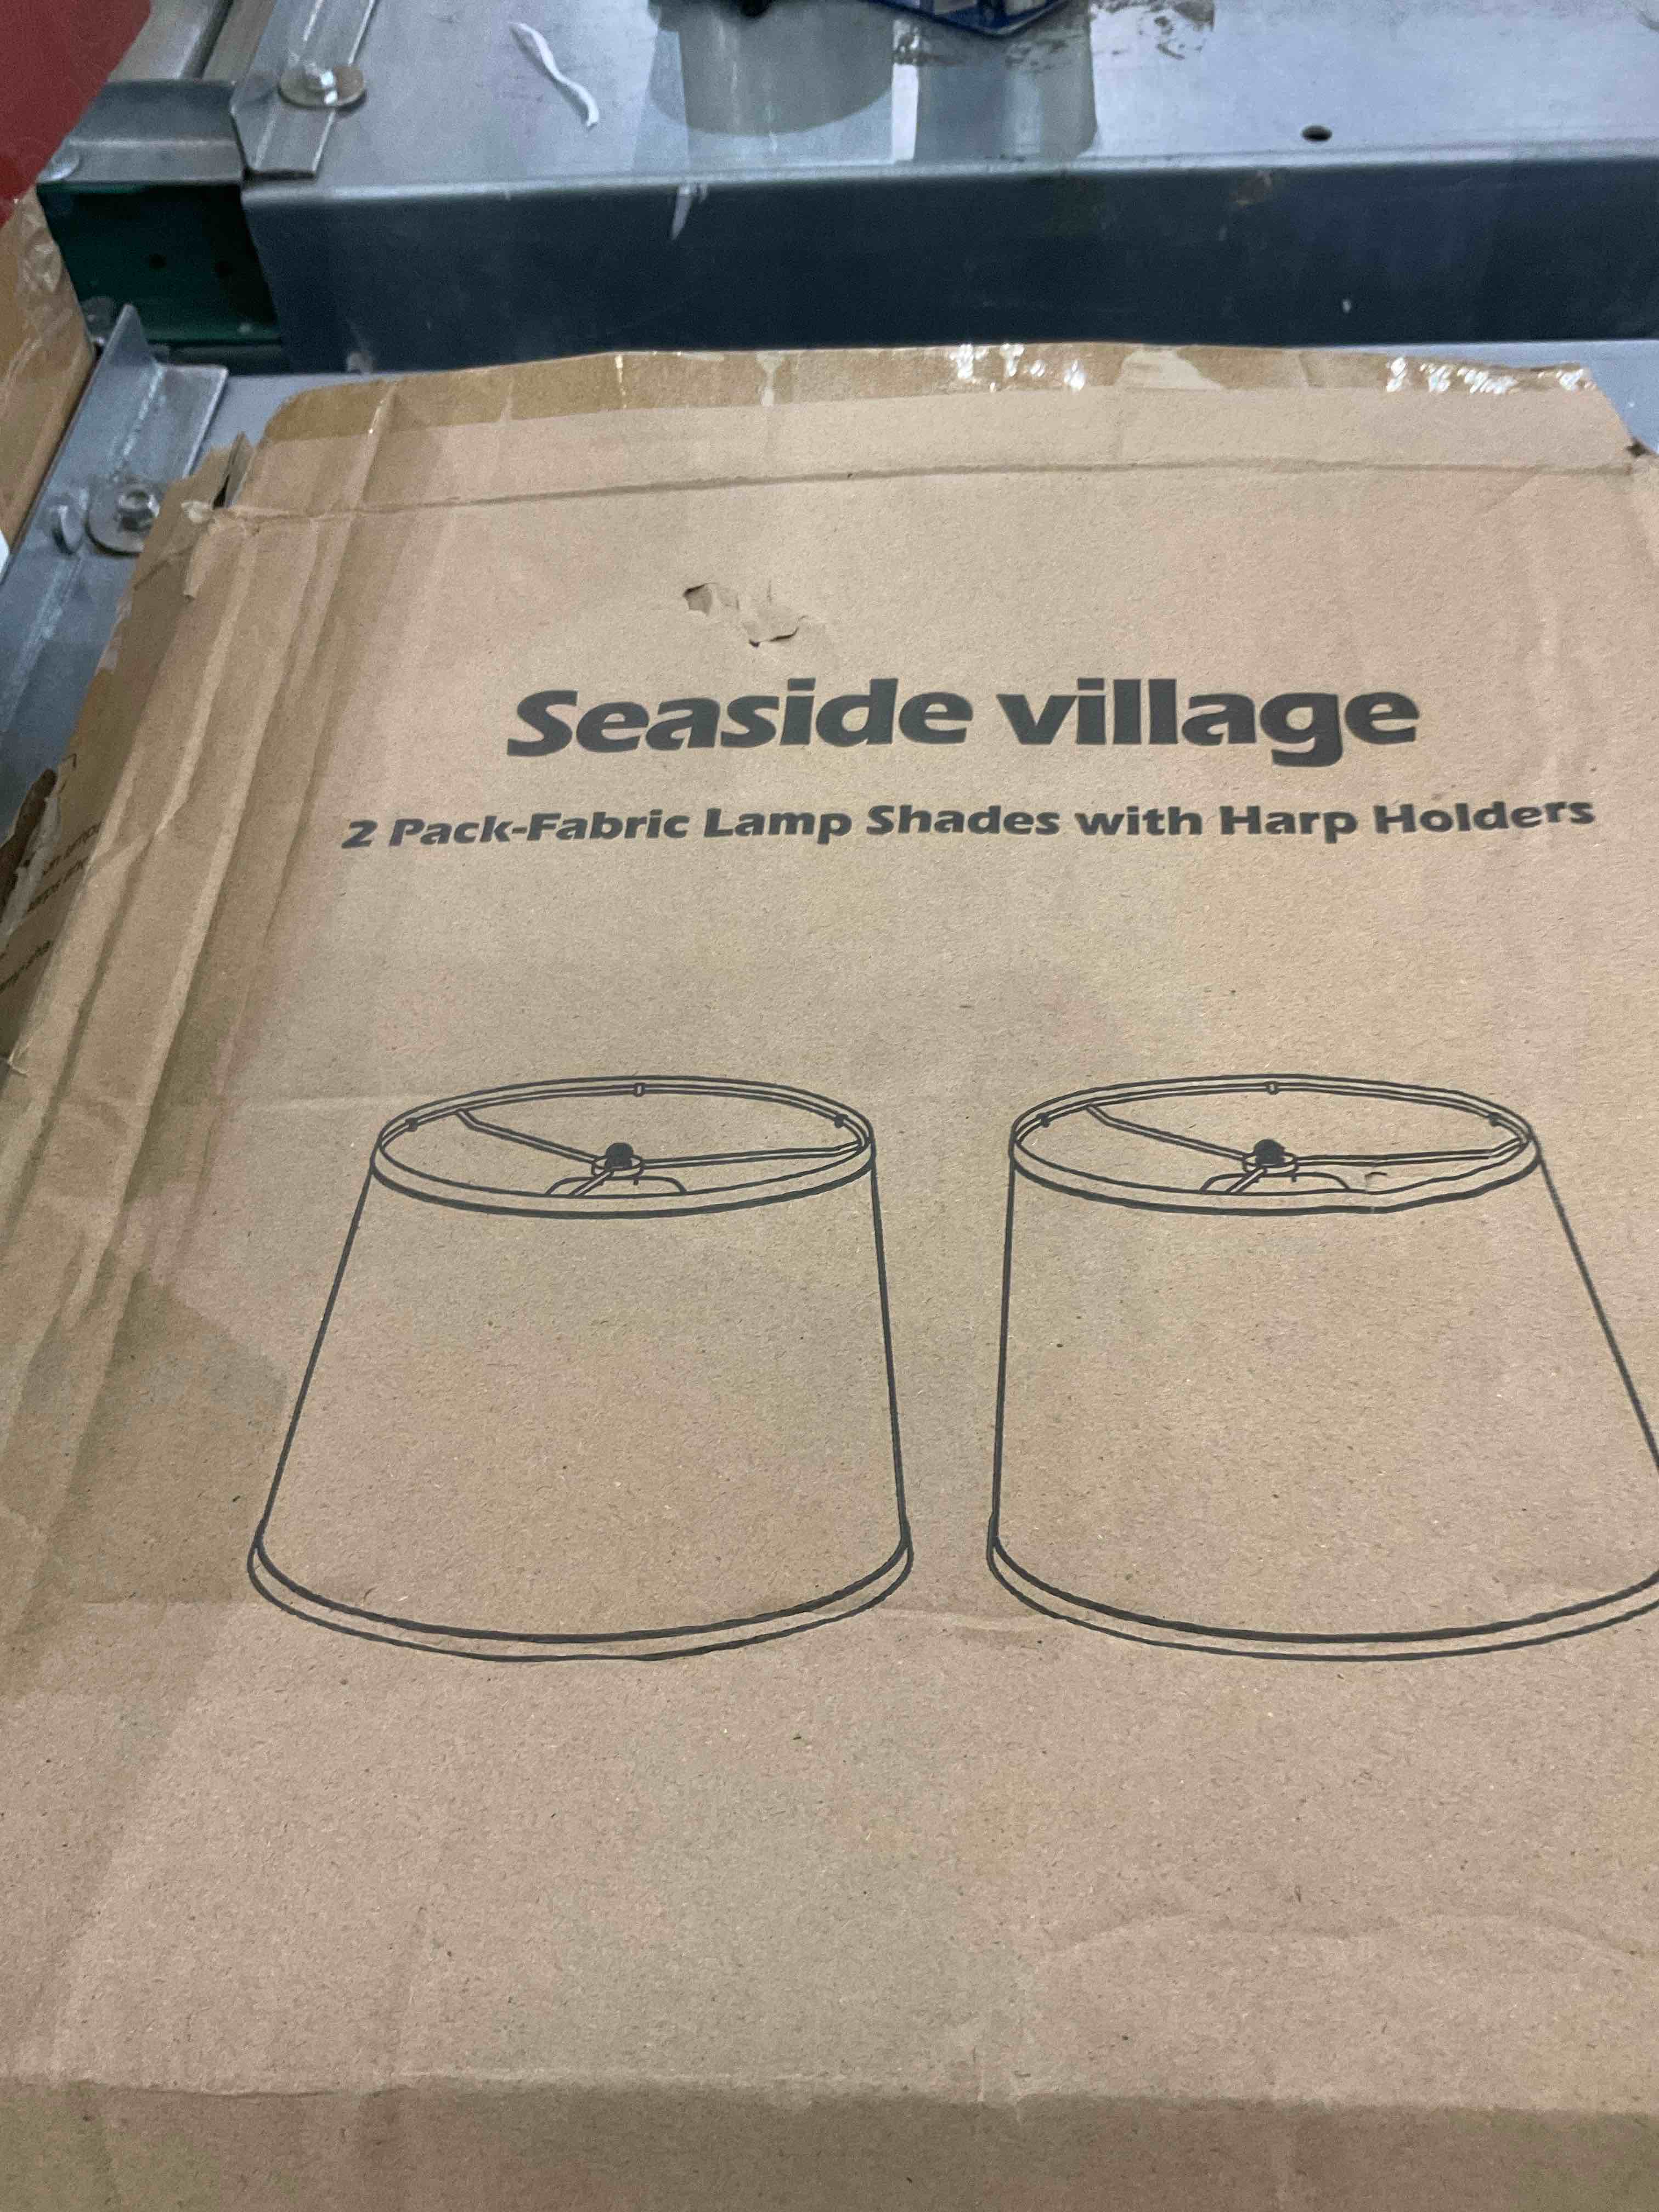 Seaside village
2 Pack-Fabric Lamp Shades with Harp Holders